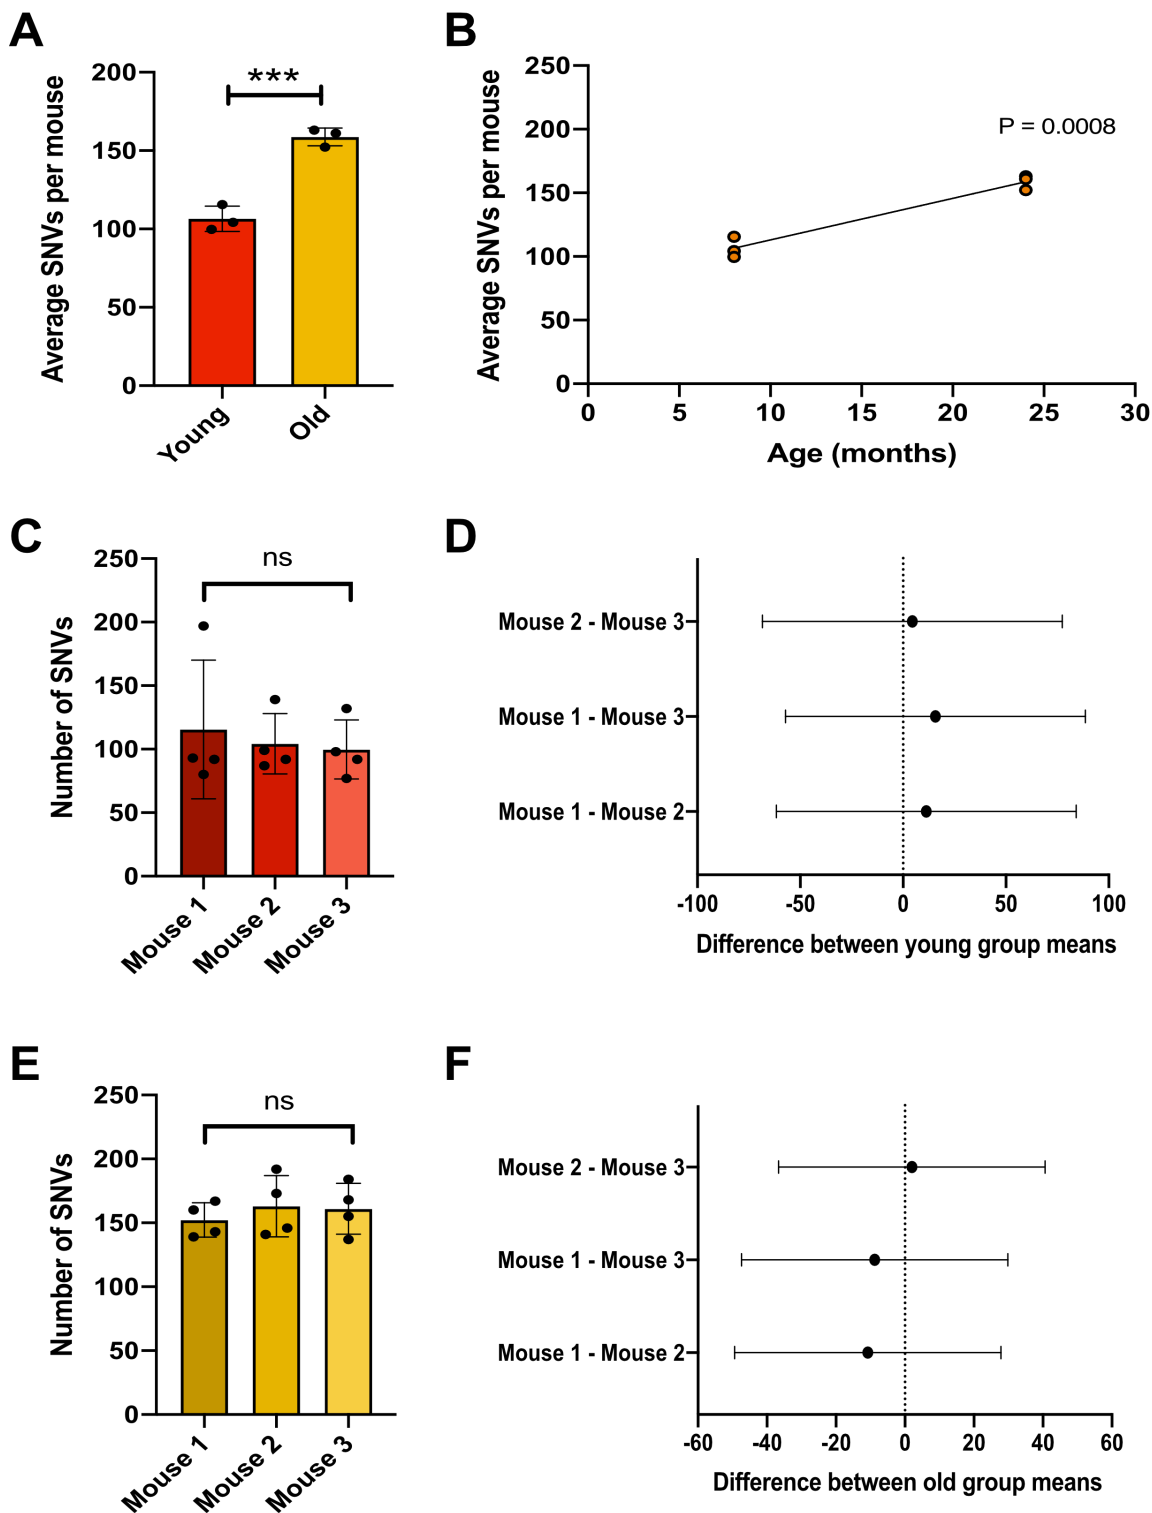 A
Average SNVs per mouse
200
150
100
50
0
***
Young
Old
B
Average SNVs per mouse
250
200
150
100
50
0
P = 0.0008
0 5 10 15 20 25 30
Age (months)
C
Number of SNVs
250
200
150
100
50
0
ns
Mouse 1
Mouse 2
Mouse 3
D
Mouse 2 - Mouse 3
Mouse 1 - Mouse 3
Mouse 1 - Mouse 2
-100 -50 0 50 100
Difference between young group means
E
Number of SNVs
250
200
150
100
50
0
ns
Mouse 1
Mouse 2
Mouse 3
F
Mouse 2 - Mouse 3
Mouse 1 - Mouse 3
Mouse 1 - Mouse 2
-60 -40 -20 0 20 40 60
Difference between old group means